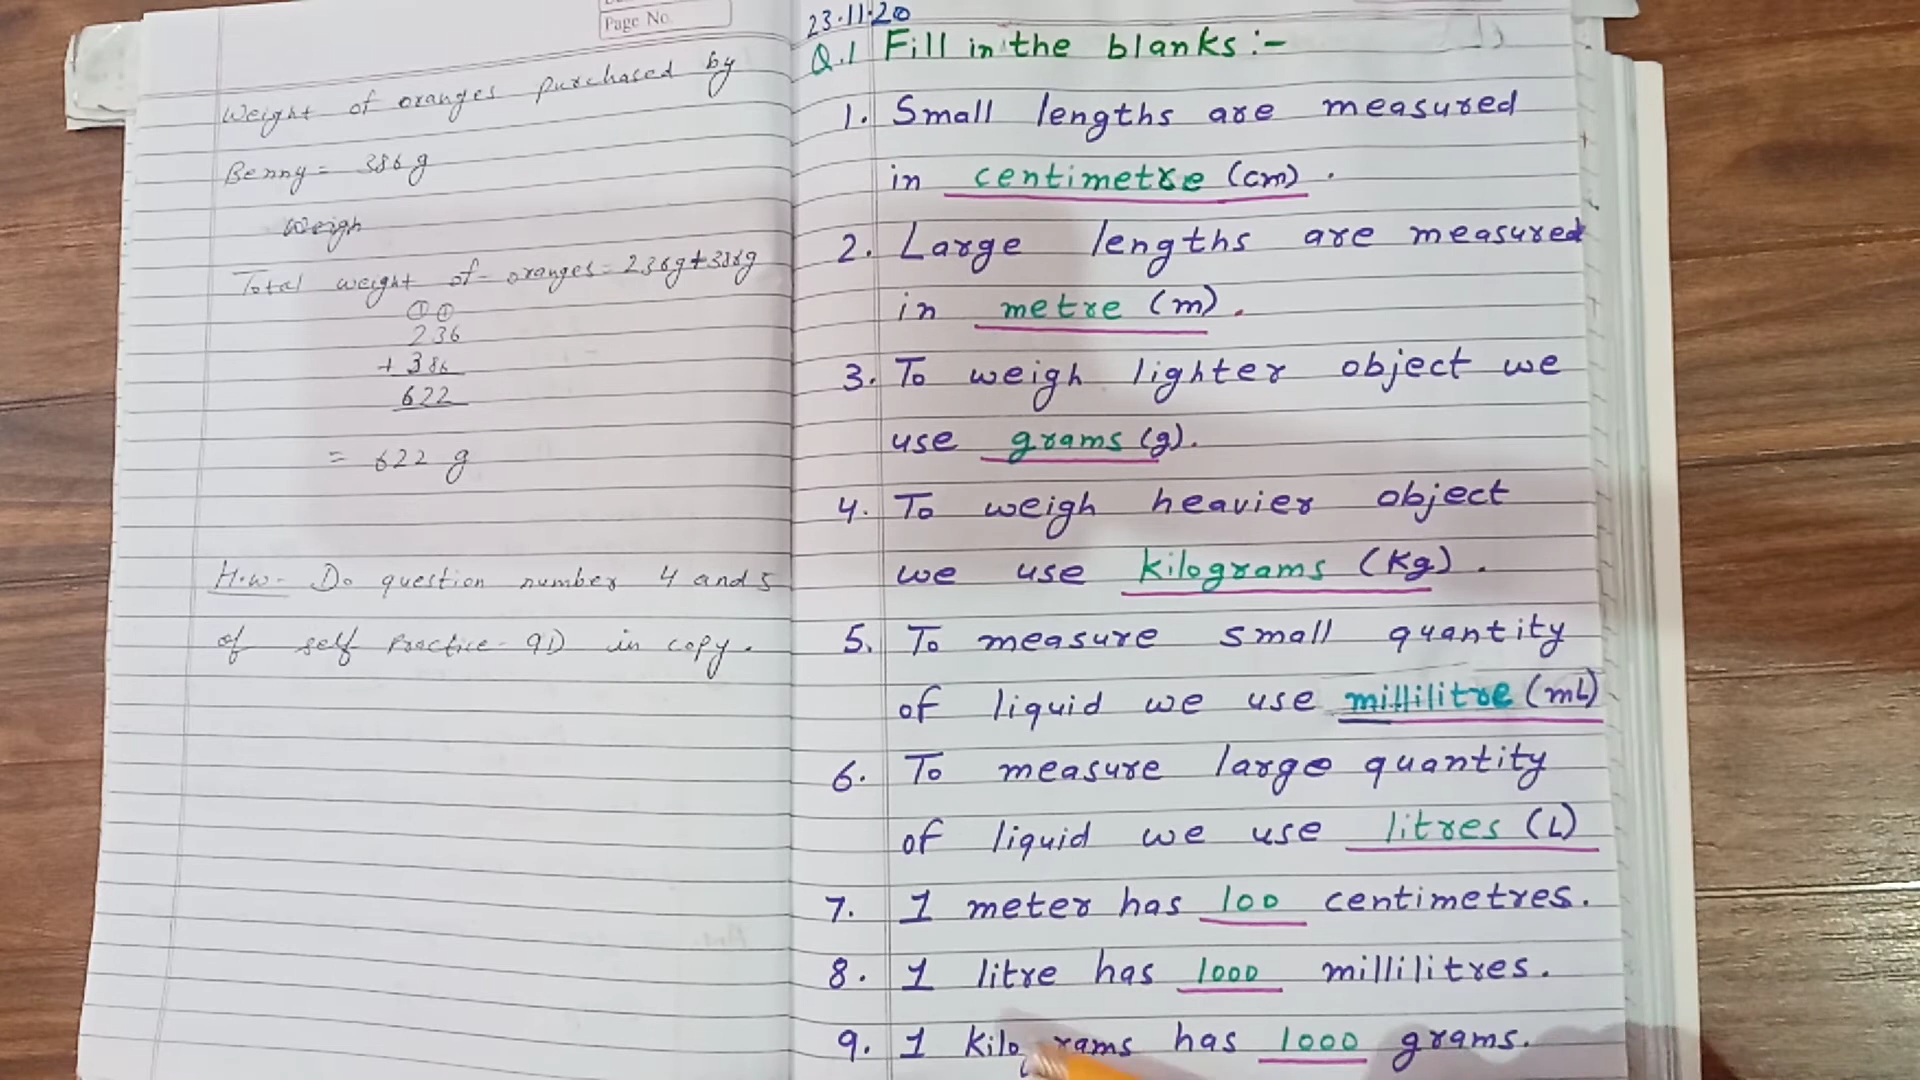 Page No.
Weight of oranges purchased by
Benny = 386 g
Weigh
Total weight of oranges = 236g + 386g
1 1
236
+ 386
622
= 622 g
H.W- Do question number 4 and 5
of self Practice - 9D in copy.
23.11.20
Q.1 Fill in the blanks :-
1. Small lengths are measured
in centimetre (cm).
2. Large lengths are measured
in metre (m).
3. To weigh lighter object we
use grams (g).
4. To weigh heavier object
we use kilograms (Kg).
5. To measure small quantity
of liquid we use millilitre (mL)
6. To measure large quantity
of liquid we use litres (L)
7. 1 meter has 100 centimetres.
8. 1 litre has 1000 millilitres.
9. 1 kilograms has 1000 grams.